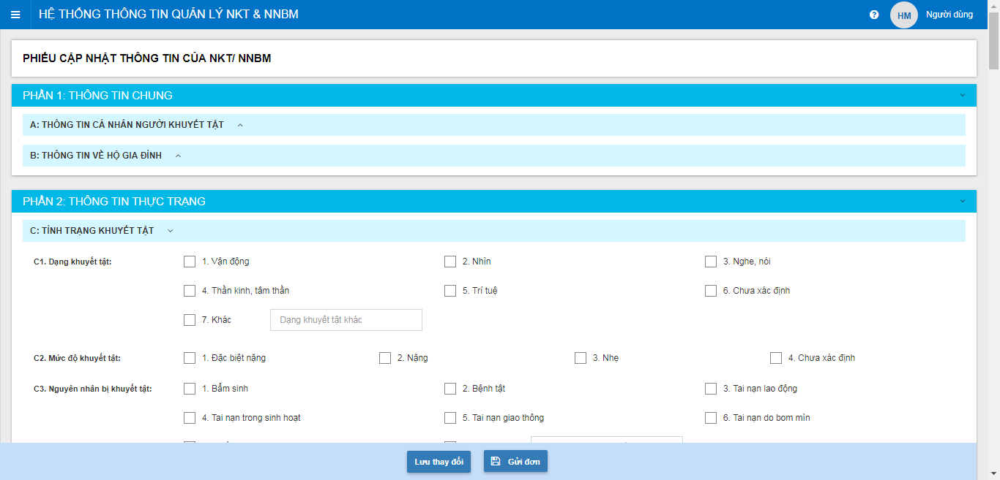 HỆ THỐNG THÔNG TIN QUẢN LÝ NKT & NNBM
HM Người dùng
PHIẾU CẬP NHẬT THÔNG TIN CỦA NKT/ NNBM
PHẦN 1: THÔNG TIN CHUNG
A: THÔNG TIN CÁ NHÂN NGƯỜI KHUYẾT TẬT
B: THÔNG TIN VỀ HỘ GIA ĐÌNH
PHẦN 2: THÔNG TIN THỰC TRẠNG
C: TÌNH TRẠNG KHUYẾT TẬT
C1. Dạng khuyết tật: 1. Vận động 2. Nhìn 3. Nghe, nói
4. Thần kinh, tâm thần 5. Trí tuệ 6. Chưa xác định
7. Khác Dạng khuyết tật khác
C2. Mức độ khuyết tật: 1. Đặc biệt nặng 2. Nặng 3. Nhẹ 4. Chưa xác định
C3. Nguyên nhân bị khuyết tật: 1. Bẩm sinh 2. Bệnh tật 3. Tai nạn lao động
4. Tai nạn trong sinh hoạt 5. Tai nạn giao thông 6. Tai nạn do bom mìn
Lưu thay đổi Gửi đơn